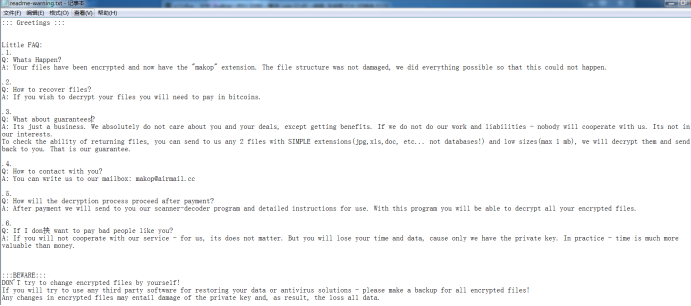 readme-warning.txt - 记事本
文件(F) 编辑(E) 格式(O) 查看(V) 帮助(H)
::: Greetings :::
Little FAQ:
.1.
Q: Whats Happen?
A: Your files have been encrypted and now have the "makop" extension. The file structure was not damaged, we did everything possible so that this could not happen.
.2.
Q: How to recover files?
A: If you wish to decrypt your files you will need to pay in bitcoins.
.3.
Q: What about guarantees?
A: Its just a business. We absolutely do not care about you and your deals, except getting benefits. If we do not do our work and liabilities - nobody will cooperate with us. Its not in
our interests.
To check the ability of returning files, you can send to us any 2 files with SIMPLE extensions(jpg,xls,doc, etc... not databases!) and low sizes(max 1 mb), we will decrypt them and send
back to you. That is our guarantee.
.4.
Q: How to contact with you?
A: You can write us to our mailbox: makop@airmail.cc
.5.
Q: How will the decryption process proceed after payment?
A: After payment we will send to you our scanner-decoder program and detailed instructions for use. With this program you will be able to decrypt all your encrypted files.
.6.
Q: If I don抰 want to pay bad people like you?
A: If you will not cooperate with our service - for us, its does not matter. But you will lose your time and data, cause only we have the private key. In practice - time is much more
valuable than money.
:::BEWARE:::
DON'T try to change encrypted files by yourself!
If you will try to use any third party software for restoring your data or antivirus solutions - please make a backup for all encrypted files!
Any changes in encrypted files may entail damage of the private key and, as result, the loss all data.